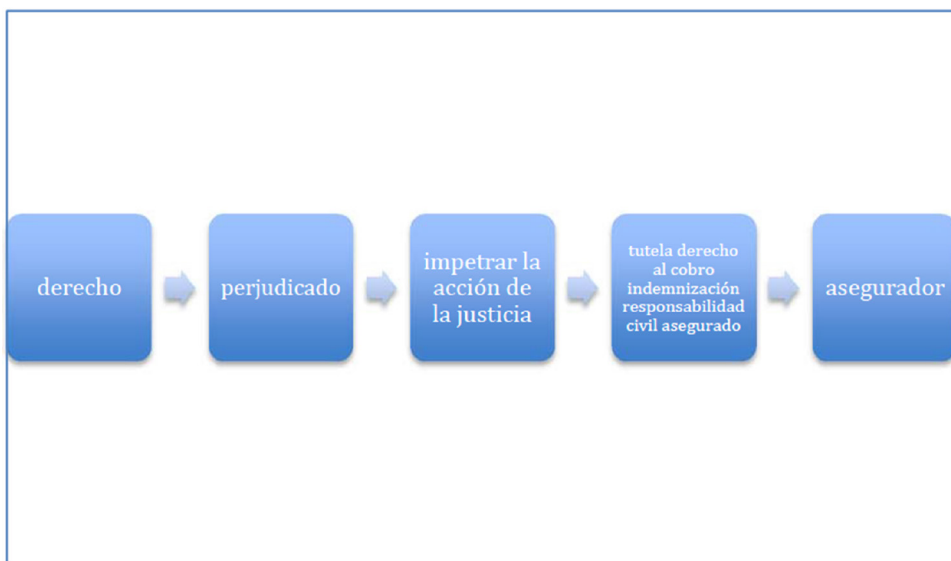 derecho
perjudicado
impetrar la
acción de
la justicia
tutela derecho
al cobro
indemnización
responsabilidad
civil asegurado
asegurador